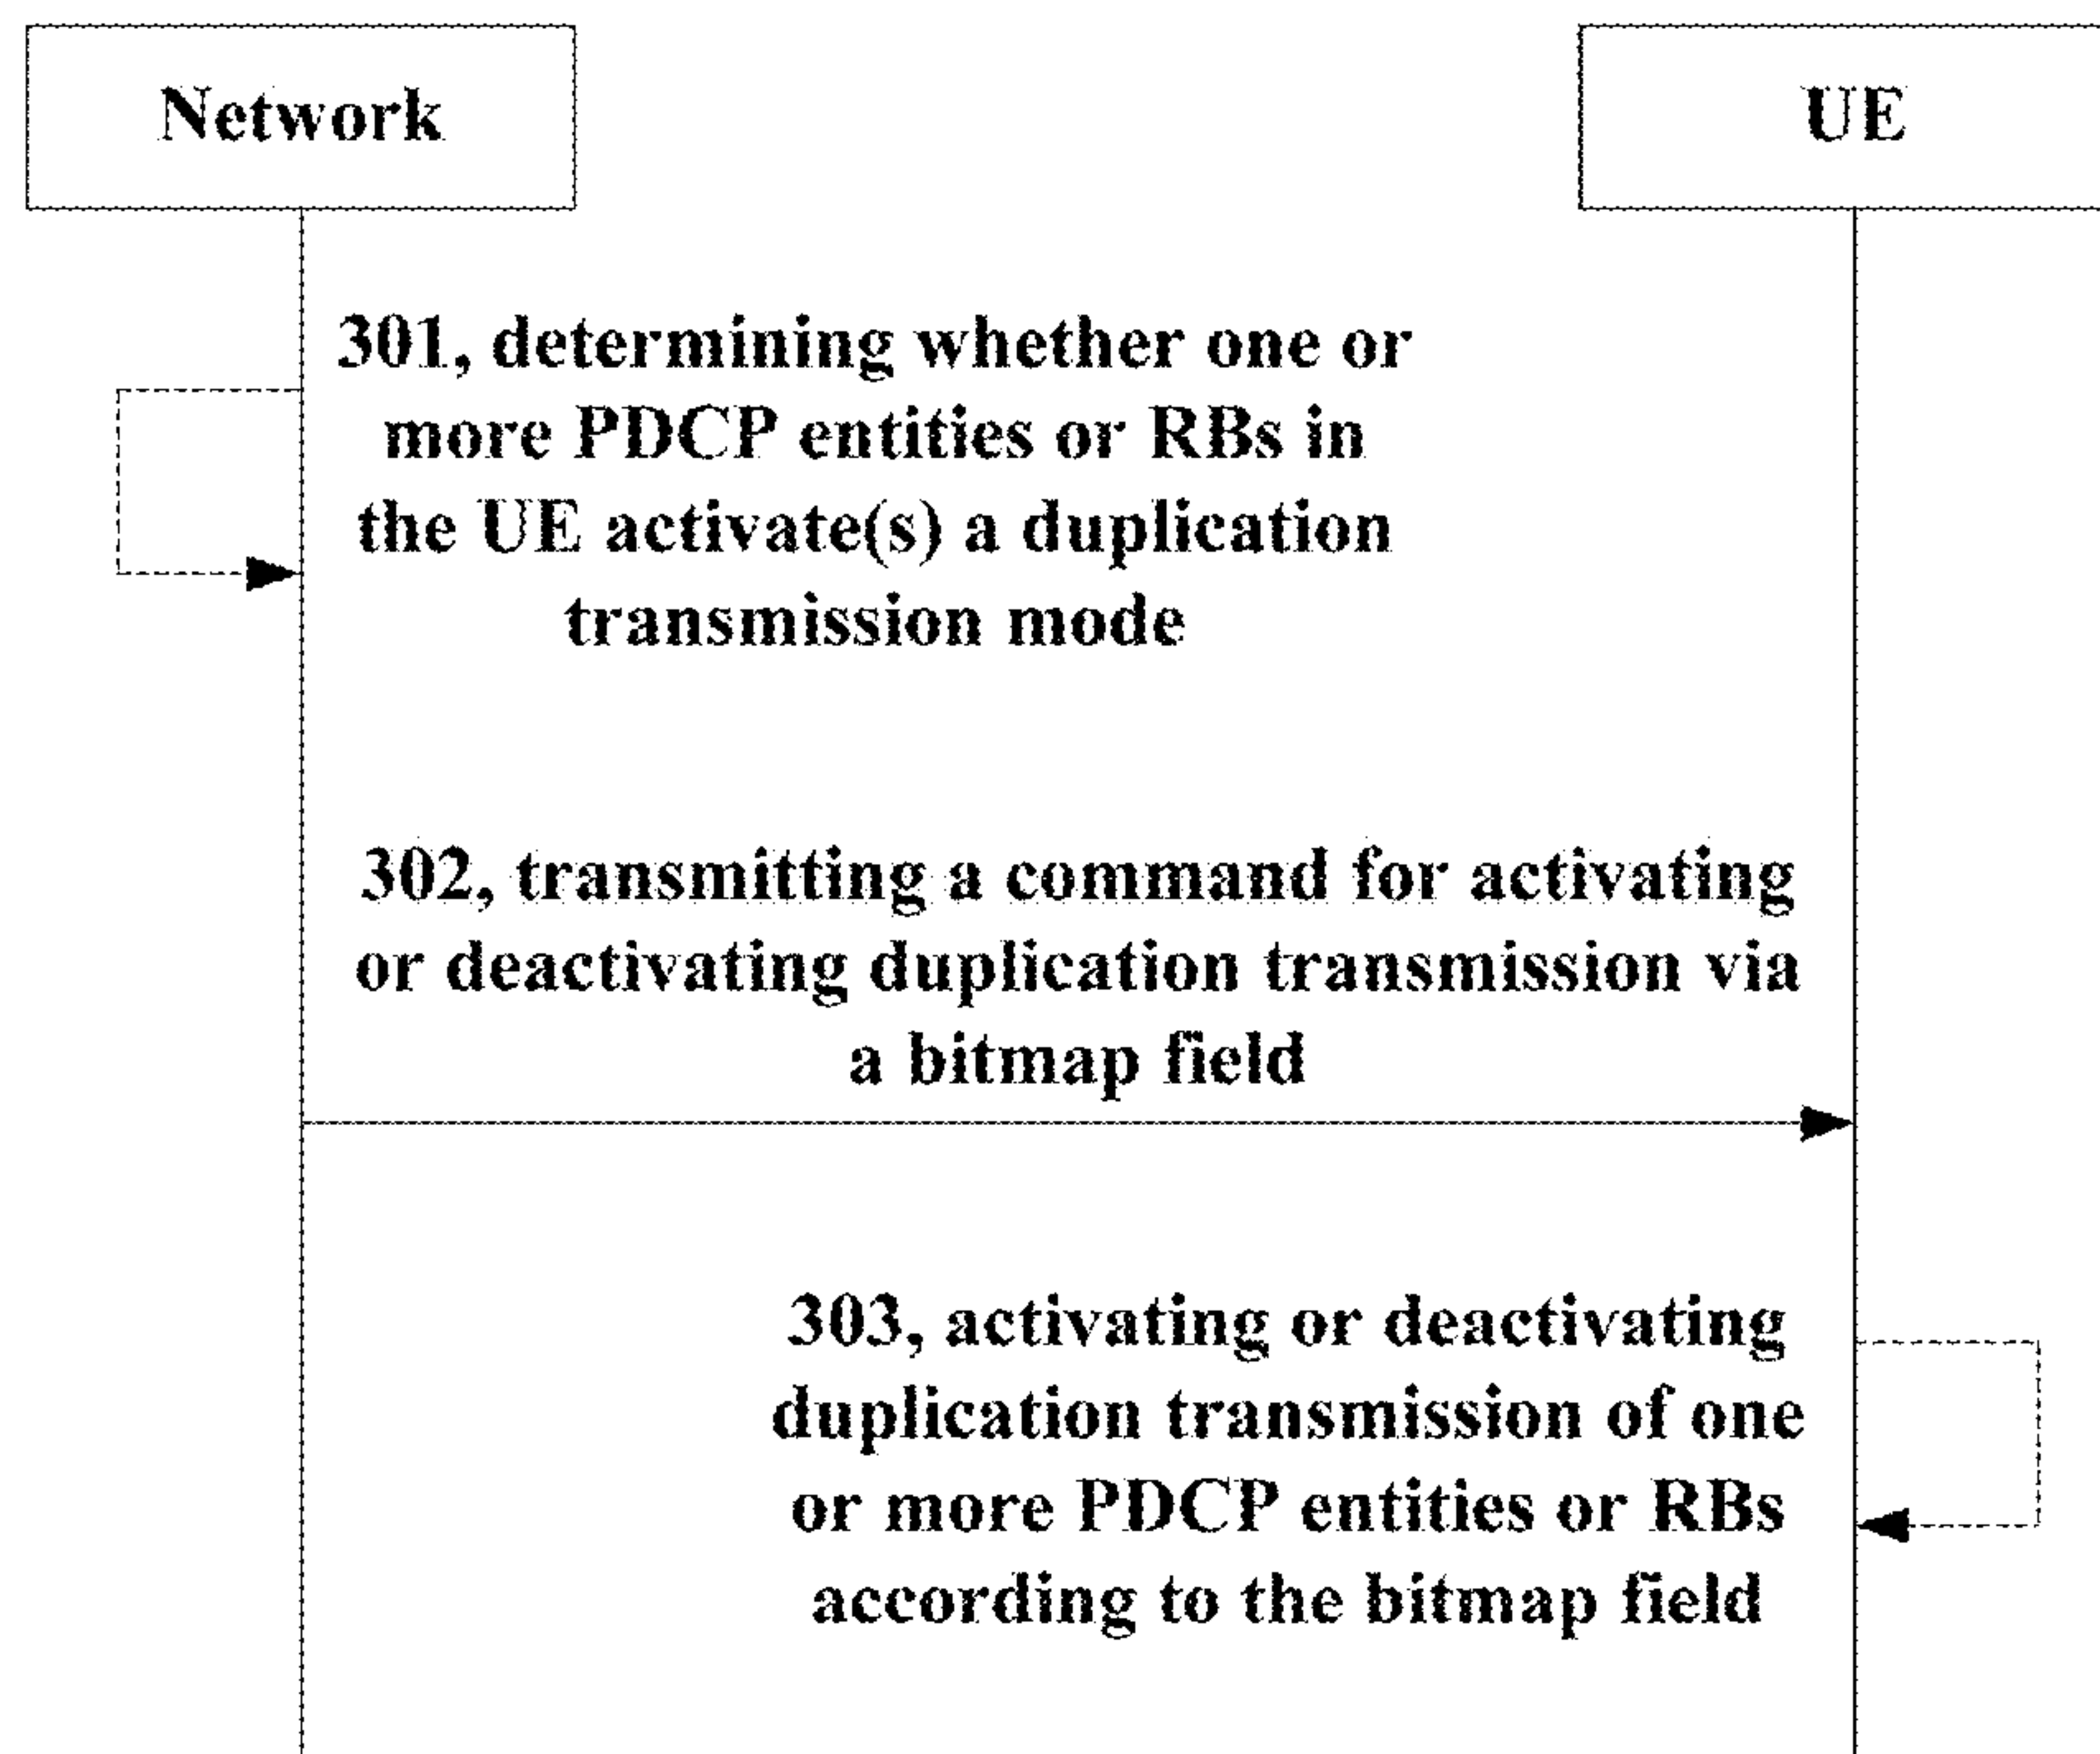 Network
UE
301, determining whether one or
more PDCP entities or RBs in
the UE activate(s) a duplication
transmission mode
302, transmitting a command for activating
or deactivating duplication transmission via
a bitmap field
303, activating or deactivating
duplication transmission of one
or more PDCP entities or RBs
according to the bitmap field